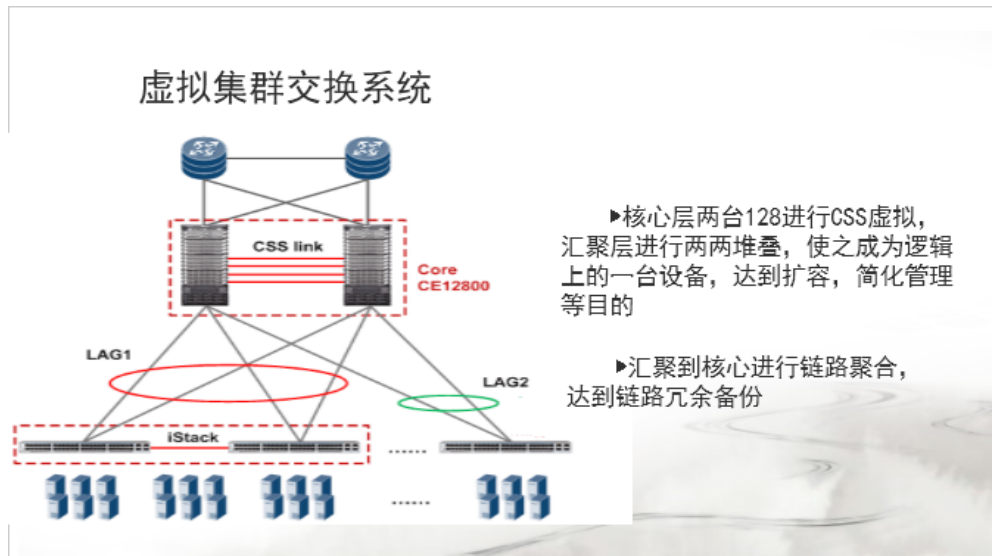 虚拟集群交换系统
CSS link
Core
CE12800
LAG1
LAG2
iStack
......
......
▶核心层两台128进行CSS虚拟，
汇聚层进行两两堆叠，使之成为逻辑
上的一台设备，达到扩容，简化管理
等目的
▶汇聚到核心进行链路聚合，
达到链路冗余备份